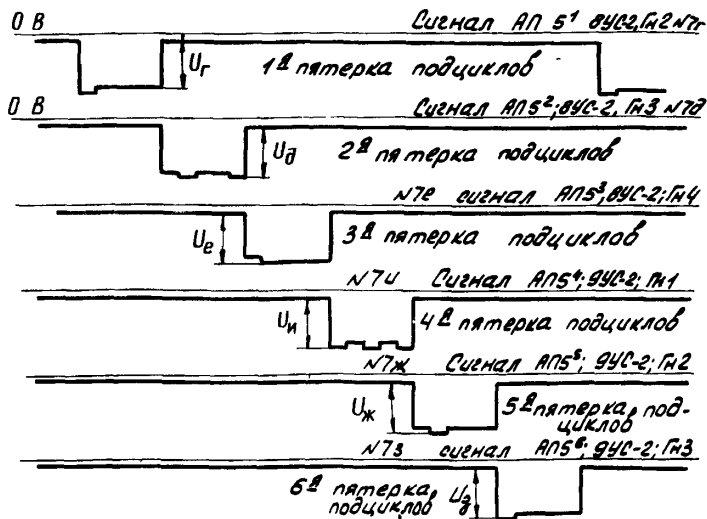 0 В Сигнал АП 5¹ 8УС-2, Гн2 №7г
Uг 1я пятерка подциклов
0 В Сигнал АП5²; 8УС-2, Гн3 №7д
Uд 2я пятерка подциклов
№7е сигнал АП5³, 8УС-2; Гн4
Uе 3я пятерка подциклов
№7и Сигнал АП5⁴; 9УС-2; Гн1
Uи 4я пятерка подциклов
№7ж Сигнал АП5⁵; 9УС-2; Гн2
Uж 5я пятерка под-
циклов
№7з сигнал АП5⁶; 9УС-2; Гн3
6я пятерка Uз
подциклов